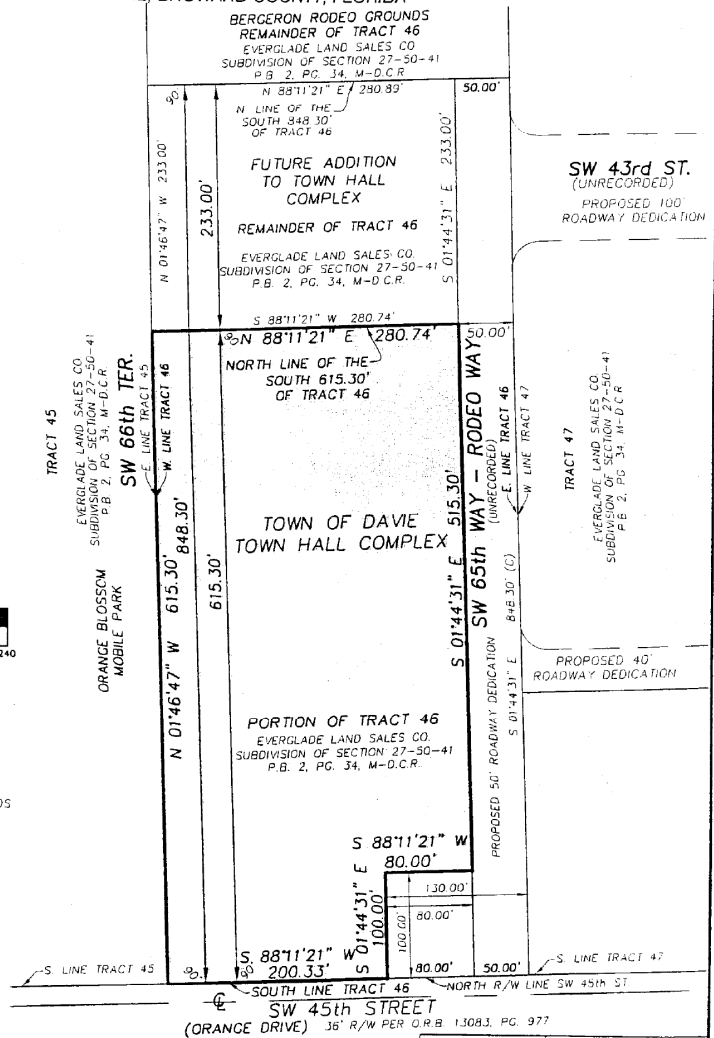 BROWARD COUNTY, FLORIDA
BERGERON RODEO GROUNDS
REMAINDER OF TRACT 46
EVERGLADE LAND SALES CO
SUBDIVISION OF SECTION 27-50-41
P.B. 2, PG. 34, M-D.C.R
90
N 88°11'21" E 280.89'
50.00'
N LINE OF THE
SOUTH 848.30'
OF TRACT 46
N 01°46'47" W 233.00'
233.00'
S 01°44'31" E 233.00'
FUTURE ADDITION
TO TOWN HALL
COMPLEX
REMAINDER OF TRACT 46
EVERGLADE LAND SALES CO.
SUBDIVISION OF SECTION 27-50-41
P.B. 2, PG. 34, M-D.C.R.
SW 43rd ST.
(UNRECORDED)
PROPOSED 100'
ROADWAY DEDICATION
S 88°11'21" W 280.74'
90
N 88°11'21" E 280.74'
50.00'
NORTH LINE OF THE
SOUTH 615.30'
OF TRACT 46
TRACT 45
EVERGLADE LAND SALES CO
SUBDIVISION OF SECTION 27-50-41
P.B. 2, PG. 34, M-D.C.R.
SW 66th TER.
E. LINE TRACT 45
W. LINE TRACT 46
SW 65th WAY - RODEO WAY
(UNRECORDED)
E. LINE TRACT 46
W LINE TRACT 47
TRACT 47
EVERGLADE LAND SALES CO.
SUBDIVISION OF SECTION 27-50-41
P.B. 2, PG. 34, M-D.C.R
TOWN OF DAVIE
TOWN HALL COMPLEX
ORANGE BLOSSOM
MOBILE PARK
N 01°46'47" W 615.30'
848.30'
615.30'
S 01°44'31" E 515.30'
PROPOSED 50' ROADWAY DEDICATION
S 01°44'31" E 848.30' (C)
240
PROPOSED 40'
ROADWAY DEDICATION
PORTION OF TRACT 46
EVERGLADE LAND SALES CO.
SUBDIVISION OF SECTION 27-50-41
P.B. 2, PG. 34, M-D.C.R.
OS
S 88°11'21" W
80.00'
S 01°44'31" E
100.00'
100.00'
130.00'
80.00'
S. 88°11'21" W
200.33'
90
90
80.00'
50.00'
S. LINE TRACT 45
S. LINE TRACT 47
SOUTH LINE TRACT 46
NORTH R/W LINE SW 45th ST
SW 45th STREET
(ORANGE DRIVE) 36' R/W PER O.R.B. 13083, PG. 977